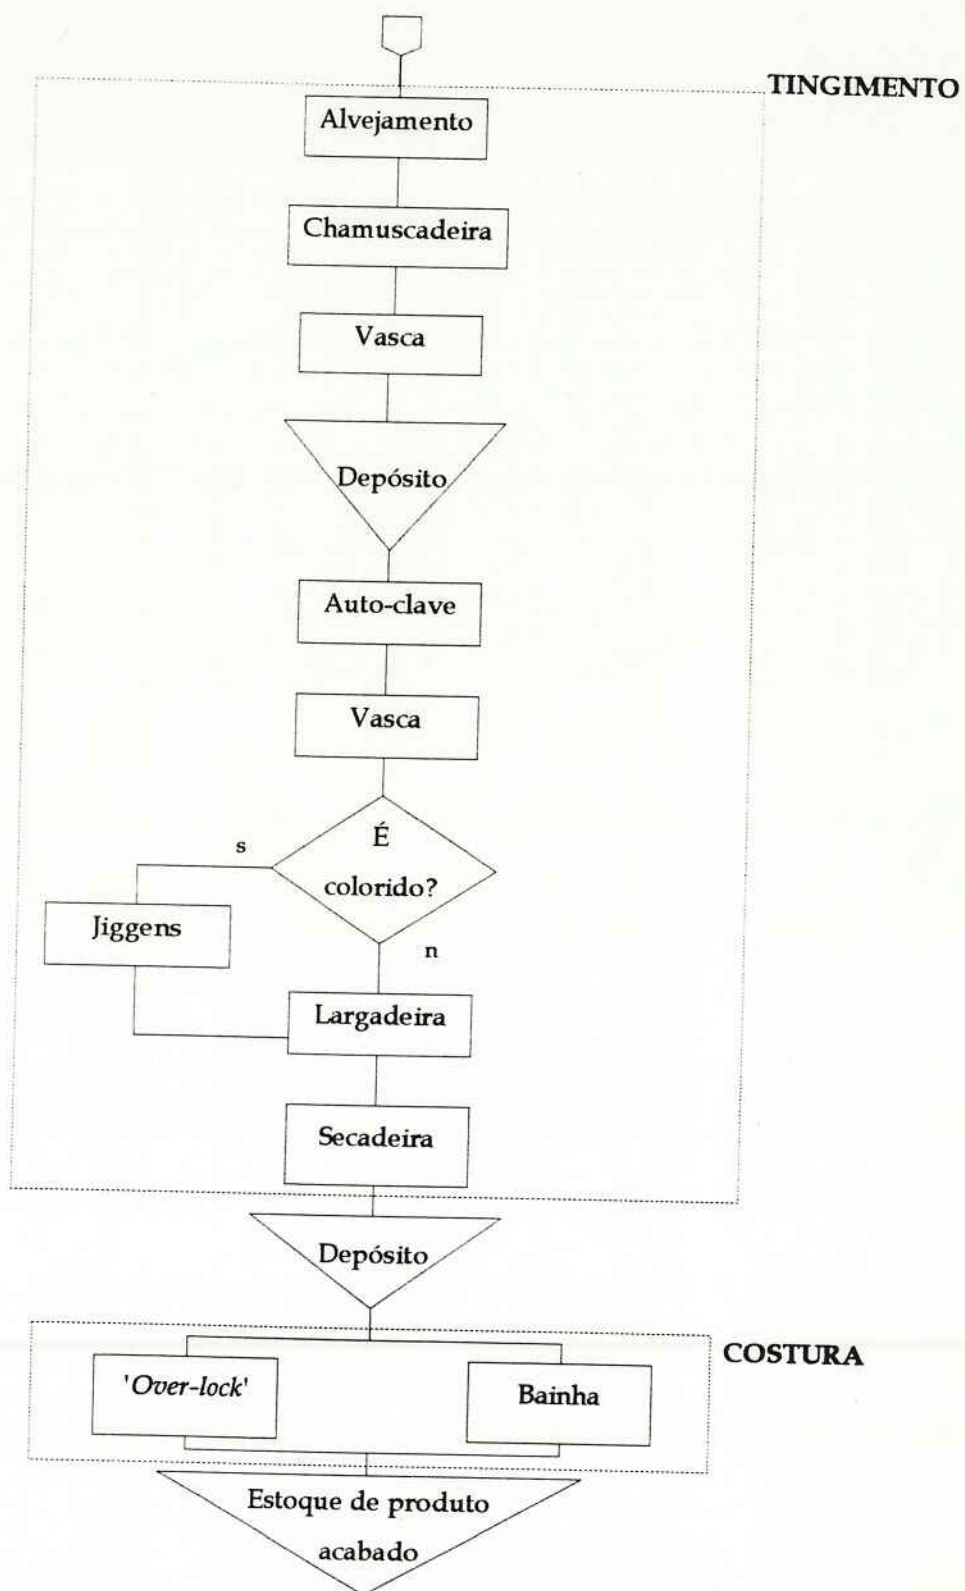 TINGIMENTO
Alvejamento
Chamuscadeira
Vasca
Depósito
Auto-clave
Vasca
É
colorido?
s
n
Jiggens
Largadeira
Secadeira
Depósito
COSTURA
'Over-lock'
Bainha
Estoque de produto
acabado